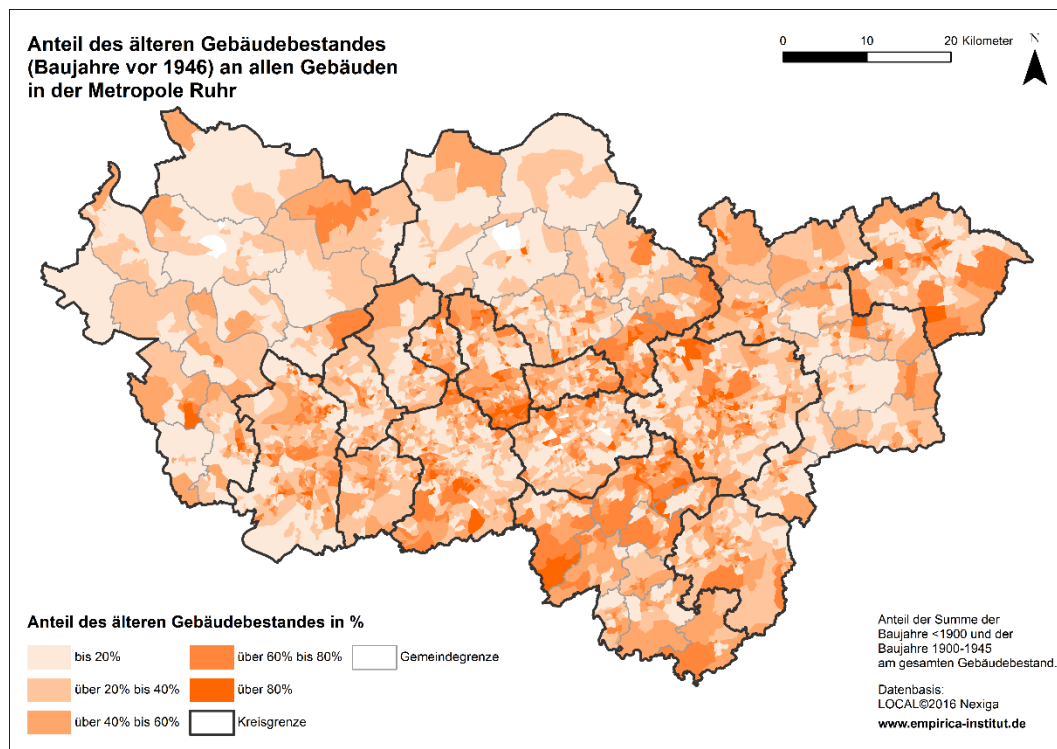 Anteil des älteren Gebäudebestandes
(Baujahre vor 1946) an allen Gebäuden
in der Metropole Ruhr
0 10 20 Kilometer
N
Anteil des älteren Gebäudebestandes in %
bis 20%
über 20% bis 40%
über 40% bis 60%
über 60% bis 80%
über 80%
Kreisgrenze
Gemeindegrenze
Anteil der Summe der
Baujahre <1900 und der
Baujahre 1900-1945
am gesamten Gebäudebestand.
Datenbasis:
LOCAL©2016 Nexiga
www.empirica-institut.de